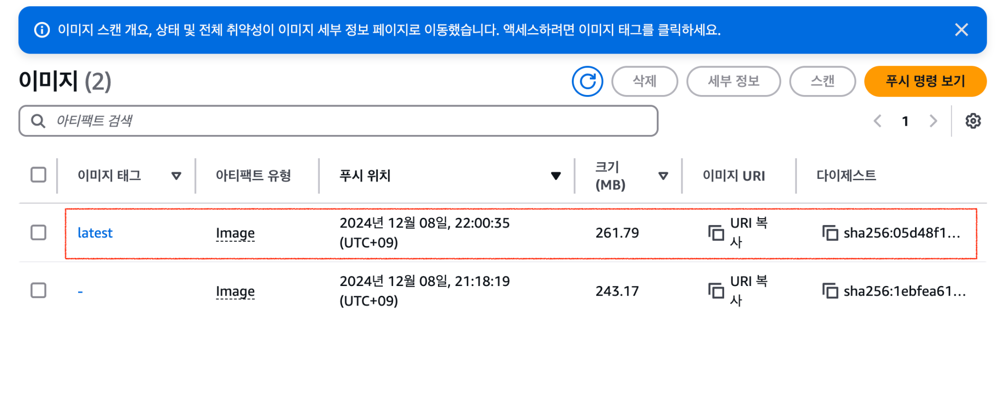 이미지 스캔 개요, 상태 및 전체 취약성이 이미지 세부 정보 페이지로 이동했습니다. 액세스하려면 이미지 태그를 클릭하세요.
이미지 (2)
삭제
세부 정보
스캔
푸시 명령 보기
아티팩트 검색
1
이미지 태그
아티팩트 유형
푸시 위치
크기
(MB)
이미지 URI
다이제스트
latest
Image
2024년 12월 08일, 22:00:35
(UTC+09)
261.79
URI 복
사
sha256:05d48f1...
-
Image
2024년 12월 08일, 21:18:19
(UTC+09)
243.17
URI 복
사
sha256:1ebfea61...